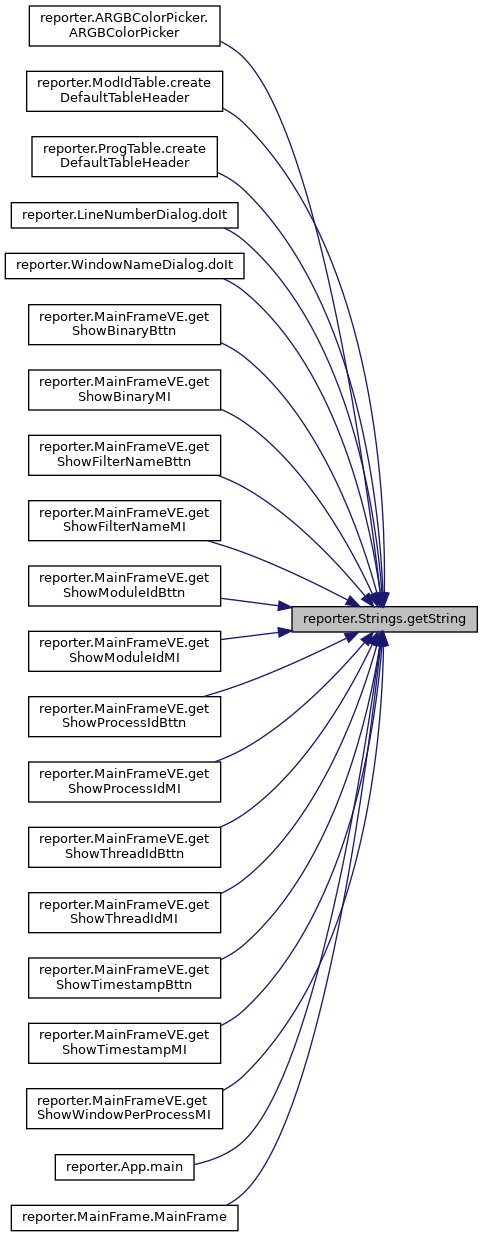 reporter.ARGBColorPicker.
ARGBColorPicker
reporter.ModIdTable.create
DefaultTableHeader
reporter.ProgTable.create
DefaultTableHeader
reporter.LineNumberDialog.doIt
reporter.WindowNameDialog.doIt
reporter.MainFrameVE.get
ShowBinaryBttn
reporter.MainFrameVE.get
ShowBinaryMI
reporter.MainFrameVE.get
ShowFilterNameBttn
reporter.MainFrameVE.get
ShowFilterNameMI
reporter.MainFrameVE.get
ShowModuleIdBttn
reporter.Strings.getString
reporter.MainFrameVE.get
ShowModuleIdMI
reporter.MainFrameVE.get
ShowProcessIdBttn
reporter.MainFrameVE.get
ShowProcessIdMI
reporter.MainFrameVE.get
ShowThreadIdBttn
reporter.MainFrameVE.get
ShowThreadIdMI
reporter.MainFrameVE.get
ShowTimestampBttn
reporter.MainFrameVE.get
ShowTimestampMI
reporter.MainFrameVE.get
ShowWindowPerProcessMI
reporter.App.main
reporter.MainFrame.MainFrame